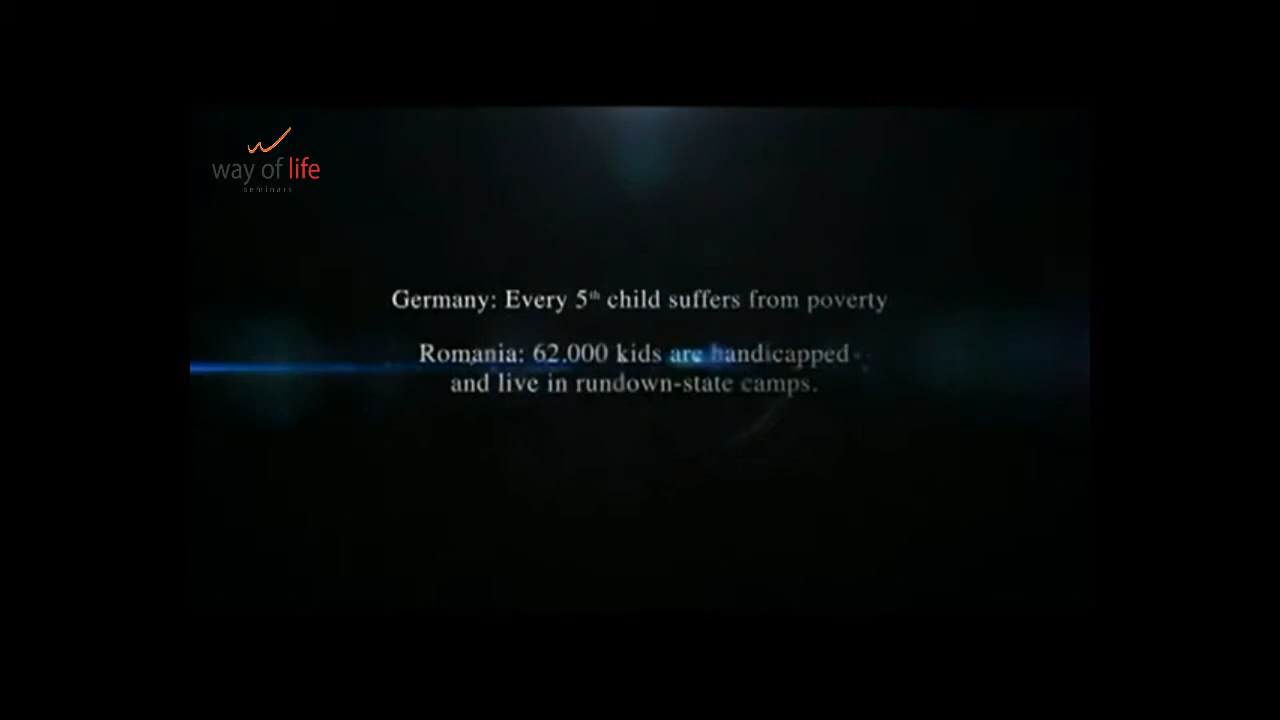 way of life
seminars
Germany: Every 5th child suffers from poverty
Romania: 62.000 kids are handicapped
and live in rundown-state camps.